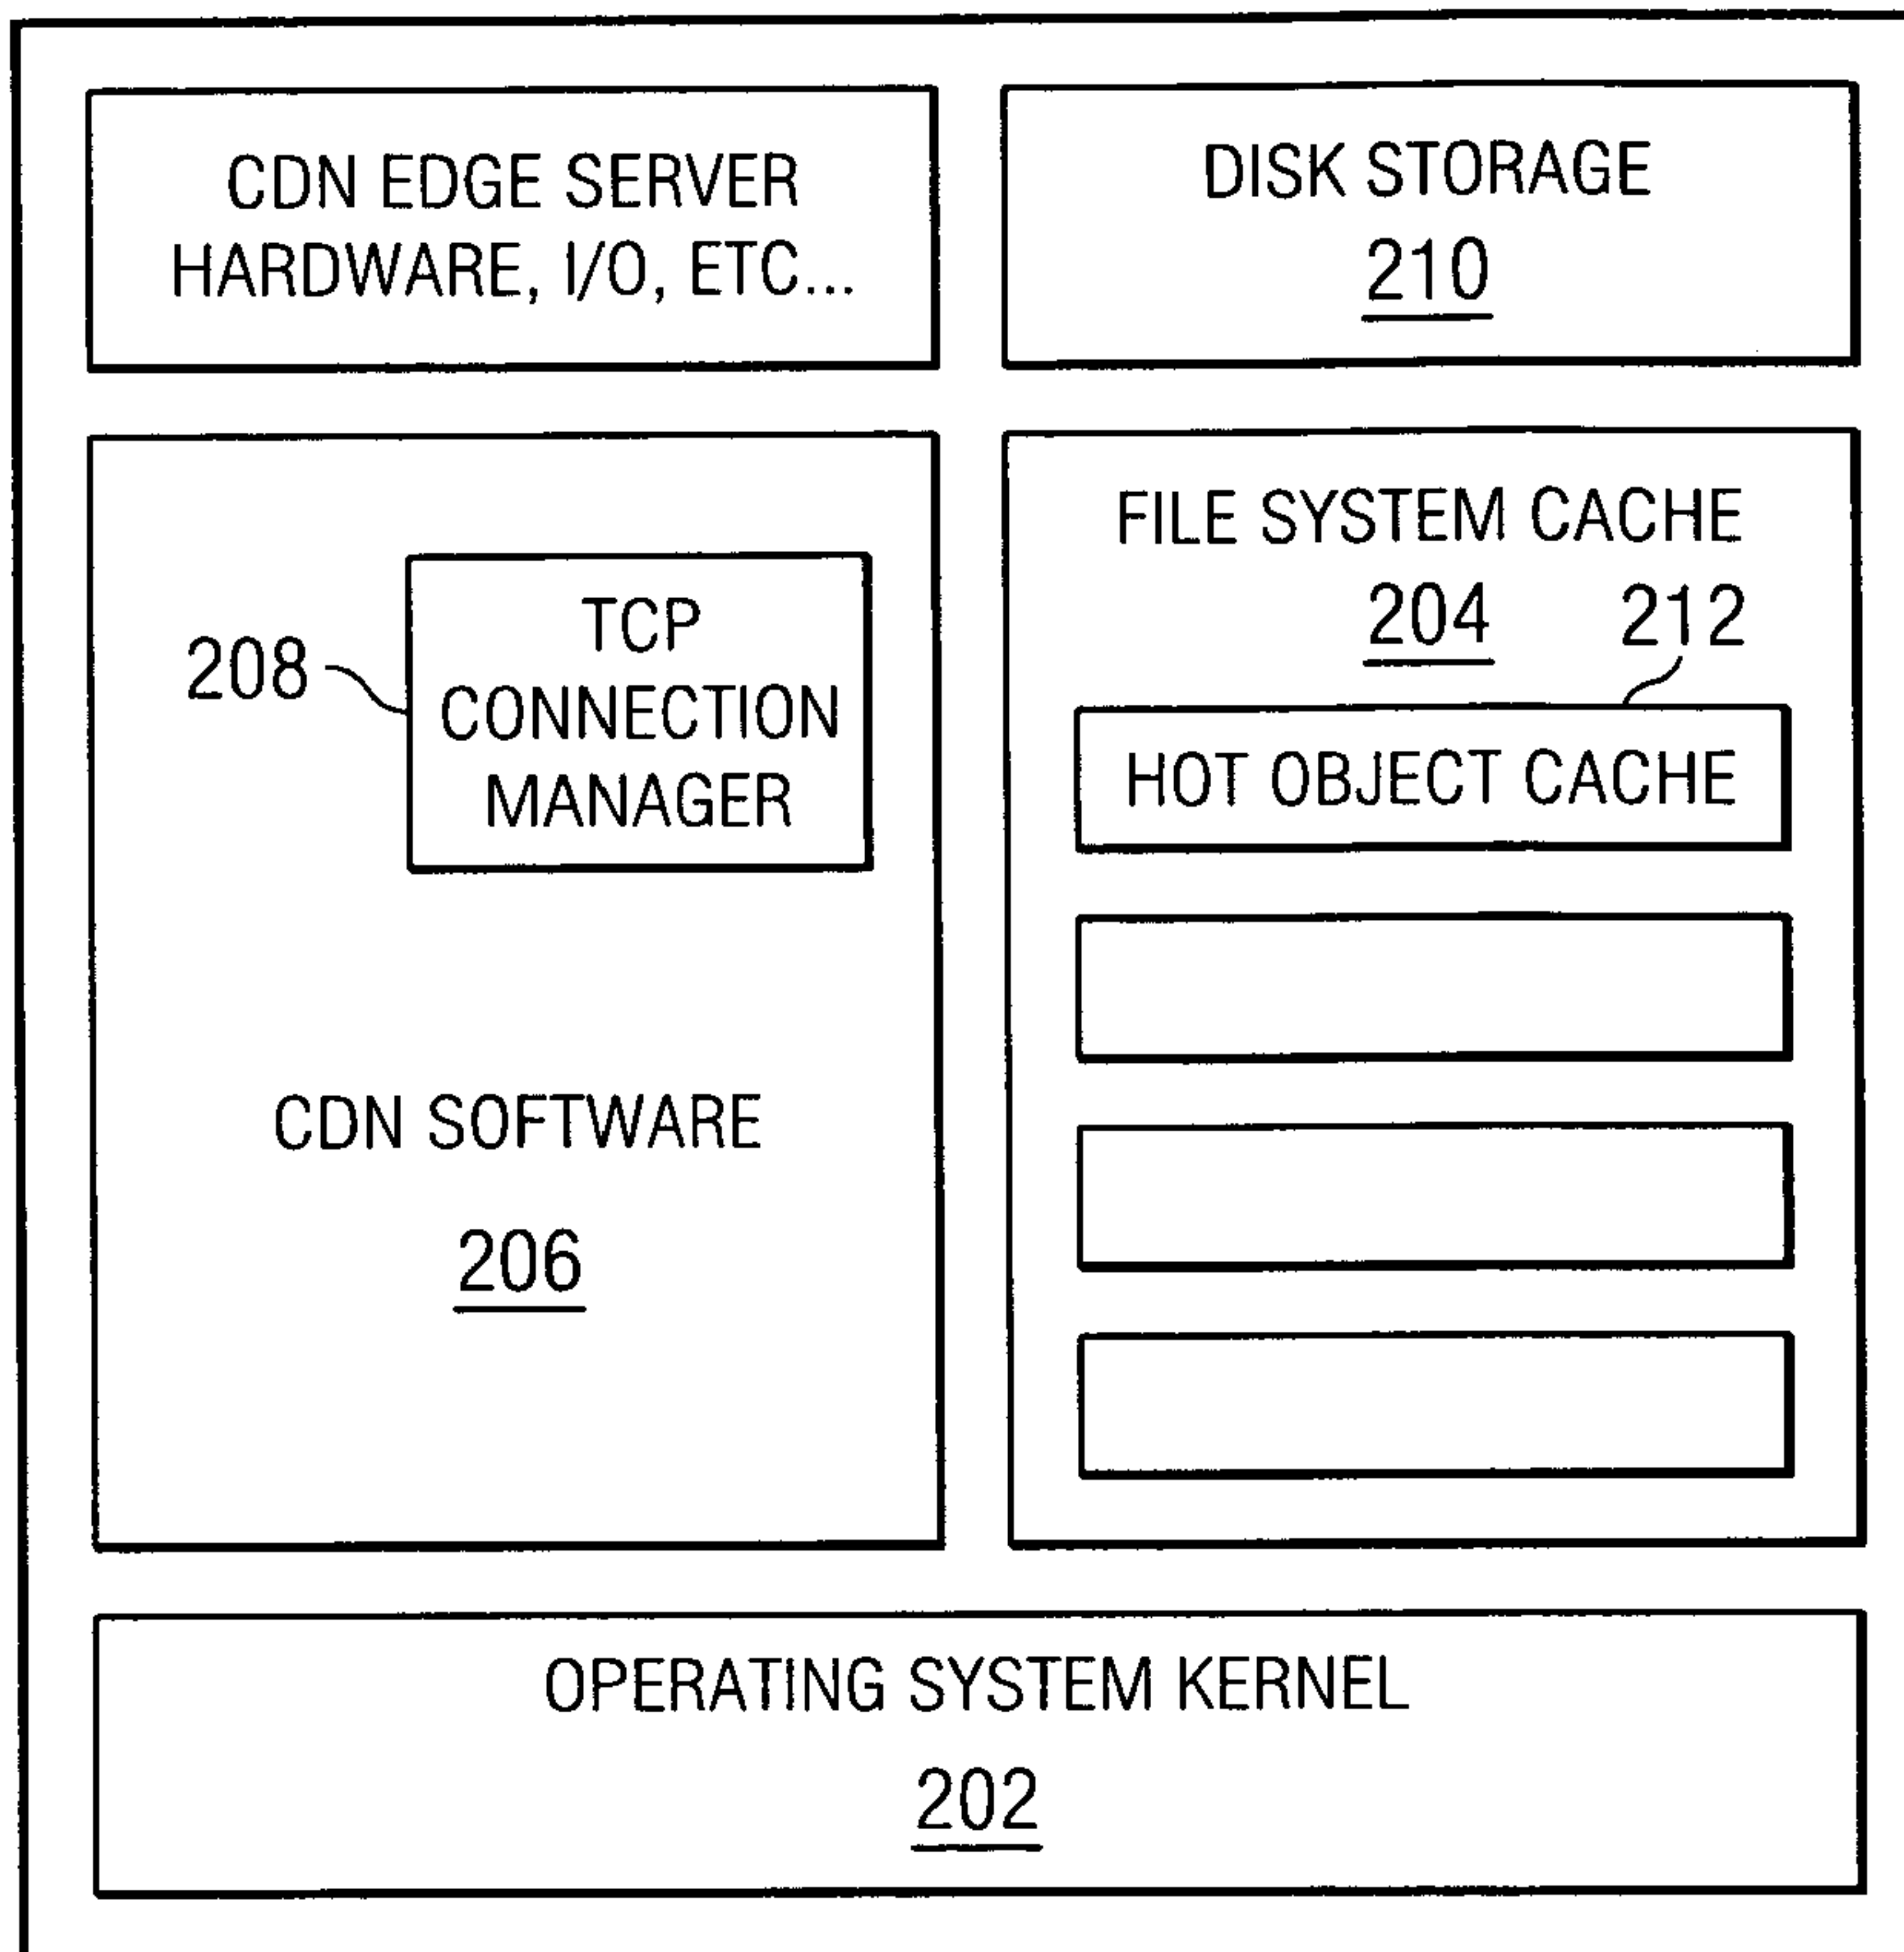 CDN EDGE SERVER
HARDWARE, I/O, ETC...
DISK STORAGE
210
208
TCP
CONNECTION
MANAGER
CDN SOFTWARE
206
FILE SYSTEM CACHE
204
212
HOT OBJECT CACHE
OPERATING SYSTEM KERNEL
202